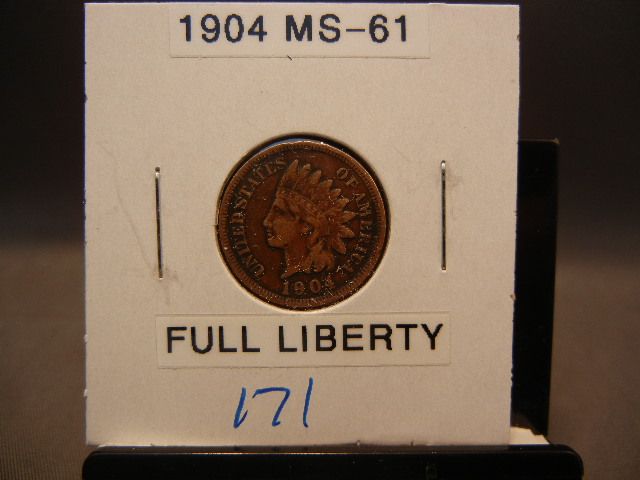 1904 MS-61
UNITED STATES OF AMERICA
1904
FULL LIBERTY
171